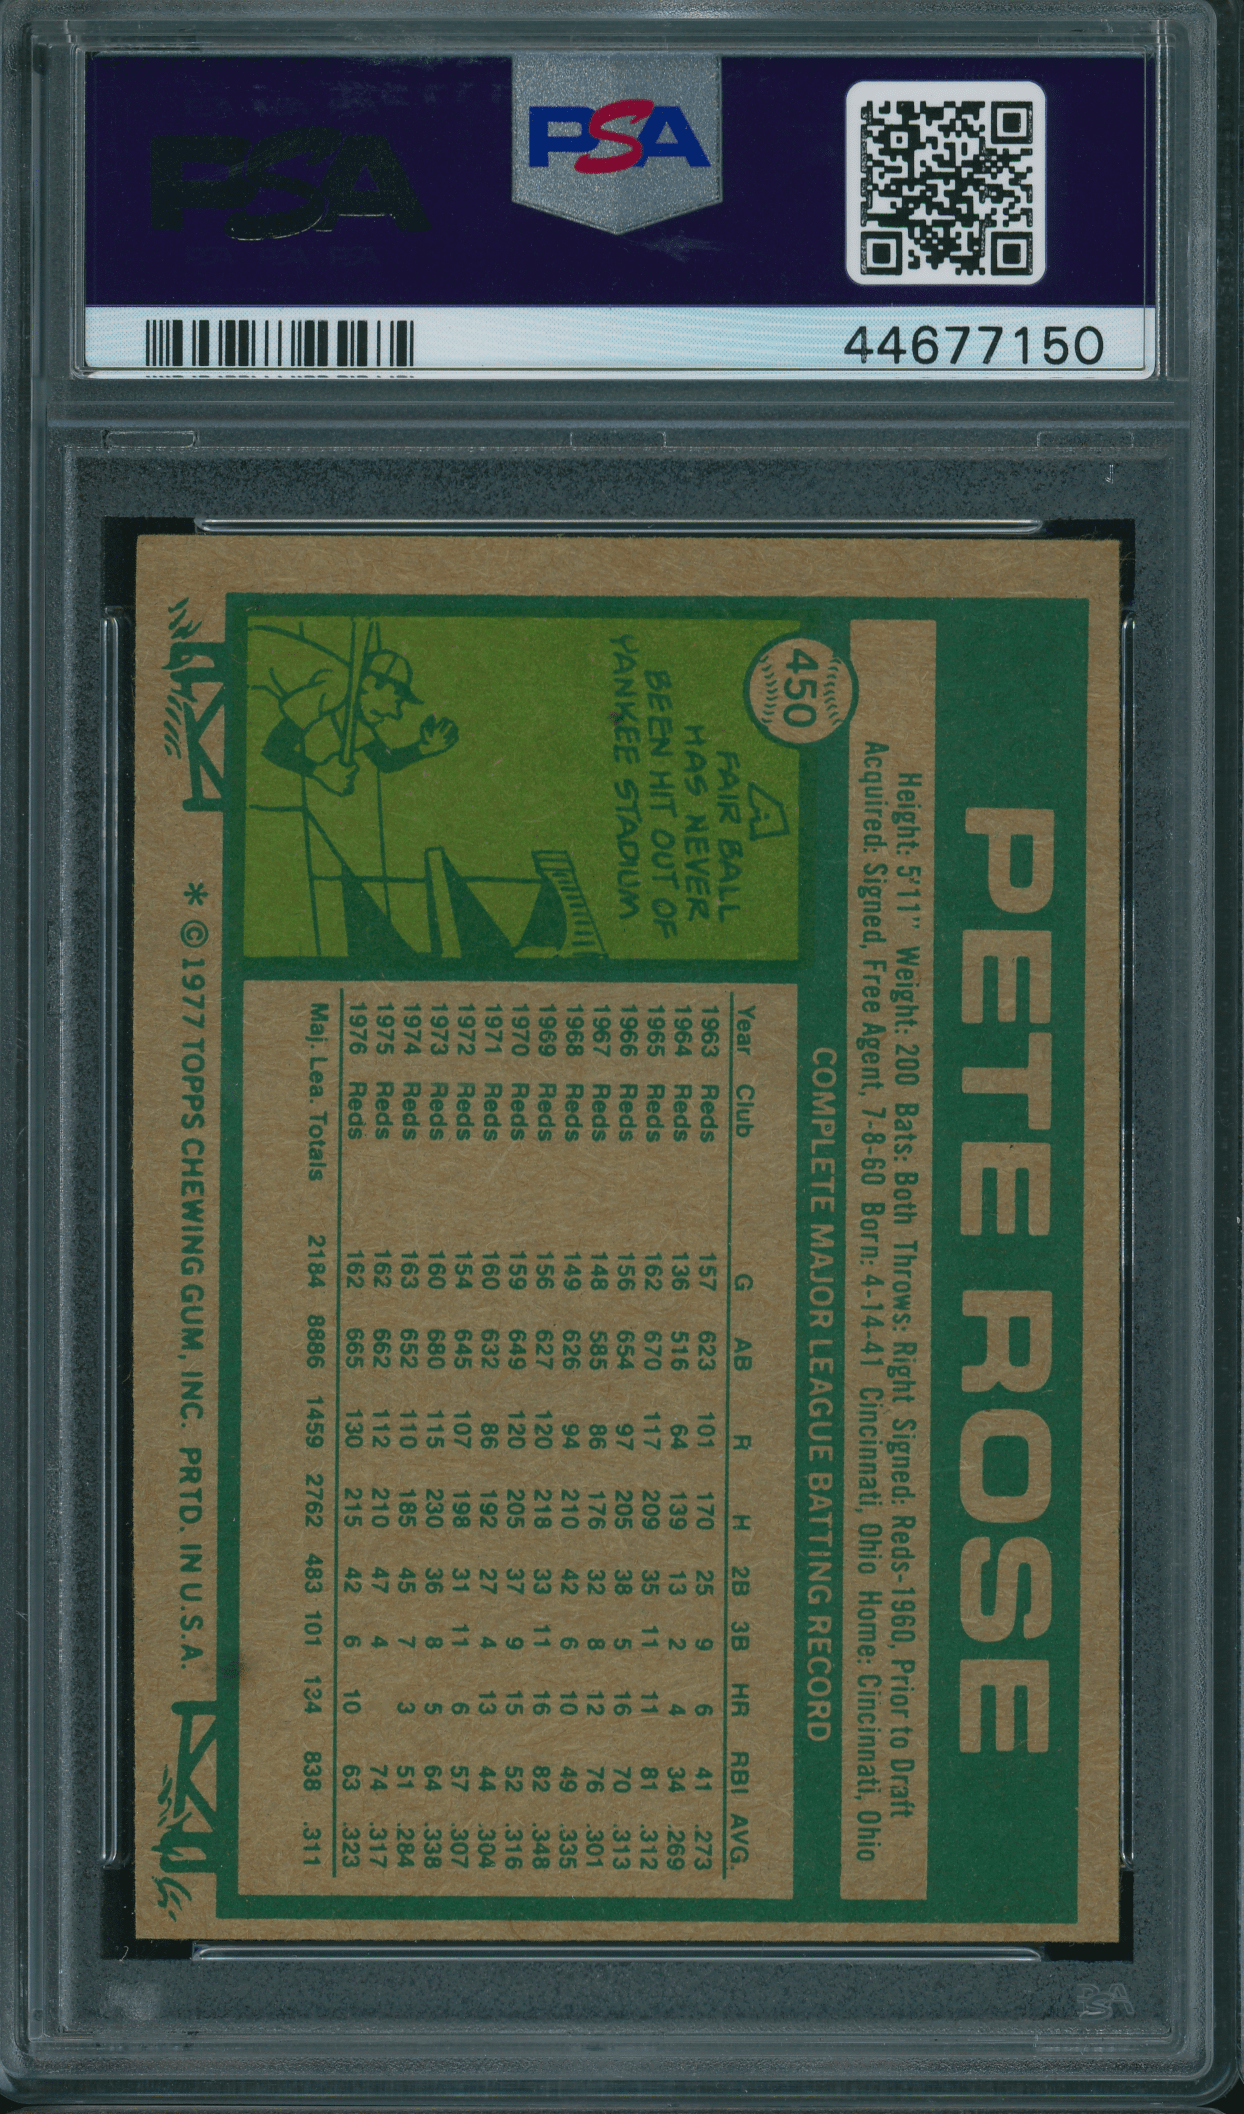 PSA
PSA
44677150
450
PETE ROSE
Height: 5'11" Weight: 200 Bats: Both Throws: Right Signed: Reds-1960, Prior to Draft
Acquired: Signed, Free Agent, 7-8-60 Born: 4-14-41 Cincinnati, Ohio Home: Cincinnati, Ohio
COMPLETE MAJOR LEAGUE BATTING RECORD
A
FAIR BALL
HAS NEVER
BEEN HIT OUT OF
YANKEE STADIUM
Year Club G AB R H 2B 3B HR RBI AVG.
1963 Reds 157 623 101 170 25 9 6 41 .273
1964 Reds 136 516 64 139 13 2 4 34 .269
1965 Reds 162 670 117 209 35 11 11 81 .312
1966 Reds 156 654 97 205 38 5 16 70 .313
1967 Reds 148 585 86 176 32 8 12 76 .301
1968 Reds 149 626 94 210 42 6 10 49 .335
1969 Reds 156 627 120 218 33 11 16 82 .348
1970 Reds 159 649 120 205 37 9 15 52 .316
1971 Reds 160 632 86 192 27 4 13 44 .304
1972 Reds 154 645 107 198 31 11 6 57 .307
1973 Reds 160 680 115 230 36 8 5 64 .338
1974 Reds 163 652 110 185 45 7 3 51 .284
1975 Reds 162 662 112 210 47 4 74 .317
1976 Reds 162 665 130 215 42 6 10 63 .323
Maj. Lea. Totals 2184 8886 1459 2762 483 101 134 838 .311
* © 1977 TOPPS CHEWING GUM, INC. PRTD. IN U.S.A.
PSA